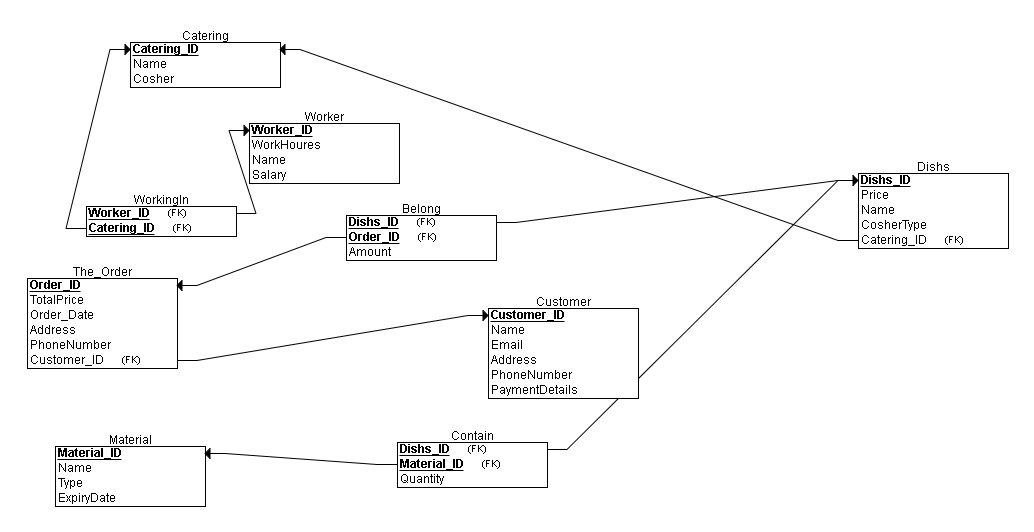 Catering
Catering_ID
Name
Cosher
Worker
Worker_ID
WorkHoures
Name
Salary
Dishs
Dishs_ID
Price
Name
CosherType
Catering_ID (FK)
WorkingIn
Worker_ID (FK)
Catering_ID (FK)
Belong
Dishs_ID (FK)
Order_ID (FK)
Amount
The_Order
Order_ID
TotalPrice
Order_Date
Address
PhoneNumber
Customer_ID (FK)
Customer
Customer_ID
Name
Email
Address
PhoneNumber
PaymentDetails
Material
Material_ID
Name
Type
ExpiryDate
Contain
Dishs_ID (FK)
Material_ID (FK)
Quantity